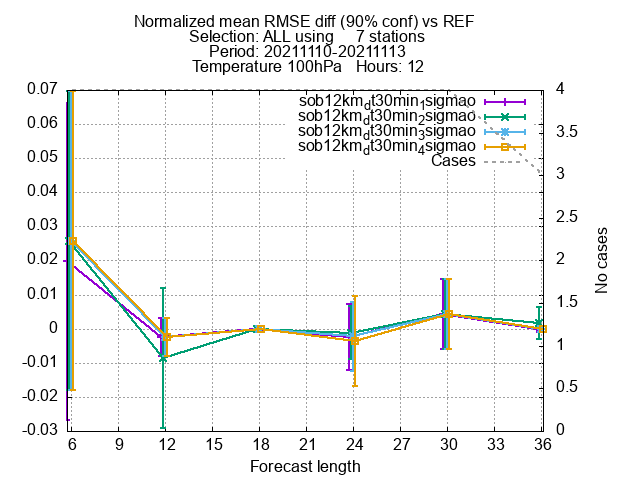 Normalized mean RMSE diff (90% conf) vs REF
Selection: ALL using 7 stations
Period: 20211110-20211113
Temperature 100hPa Hours: 12
sob12km_dt30min_1sigmao
sob12km_dt30min_2sigmao
sob12km_dt30min_3sigmao
sob12km_dt30min_4sigmao
Cases
0.07
0.06
0.05
0.04
0.03
0.02
0.01
0
-0.01
-0.02
-0.03
4
3.5
3
2.5
2
1.5
1
0.5
0
No cases
6 9 12 15 18 21 24 27 30 33 36
Forecast length